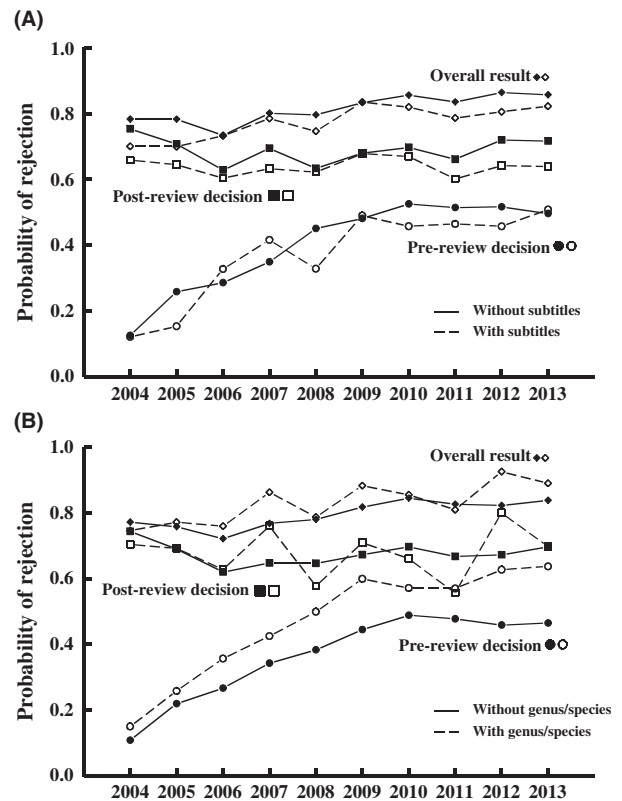 (A)
1.0
Overall result
0.8
0.6
Post-review decision
0.4
Pre-review decision
0.2
Without subtitles
With subtitles
0.0
Probability of rejection
2004 2005 2006 2007 2008 2009 2010 2011 2012 2013
(B)
1.0
Overall result
0.8
0.6
Post-review decision
0.4
Pre-review decision
0.2
Without genus/species
With genus/species
0.0
Probability of rejection
2004 2005 2006 2007 2008 2009 2010 2011 2012 2013